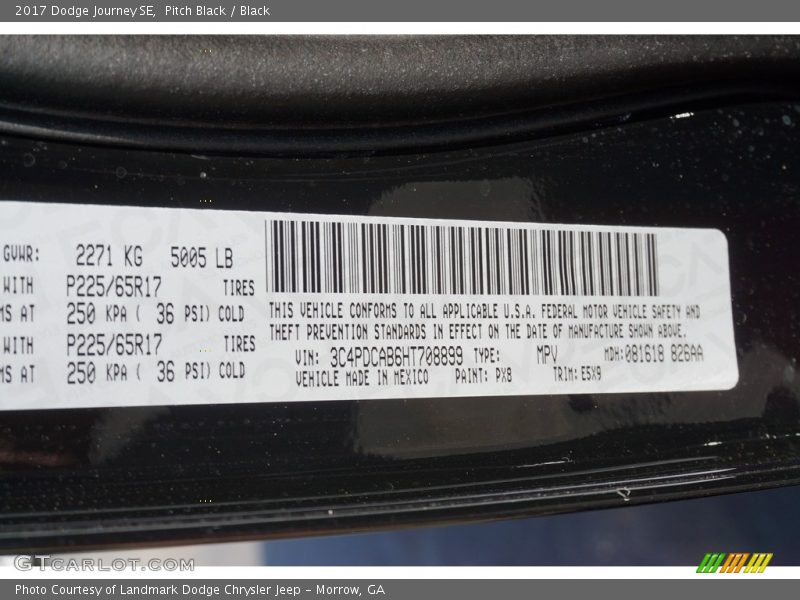 2017 Dodge Journey SE, Pitch Black / Black
GVWR: 2271 KG 5005 LB
WITH P225/65R17 TIRES
MS AT 250 KPA ( 36 PSI) COLD
WITH P225/65R17 TIRES
MS AT 250 KPA ( 36 PSI) COLD
THIS VEHICLE CONFORMS TO ALL APPLICABLE U.S.A. FEDERAL MOTOR VEHICLE SAFETY AND
THEFT PREVENTION STANDARDS IN EFFECT ON THE DATE OF MANUFACTURE SHOWN ABOVE.
VIN: 3C4PDCAB6HT708899 TYPE: MPV MDH:081618 826AA
VEHICLE MADE IN MEXICO PAINT: PX8 TRIM: E5X9
GTCARLOT.COM
Photo Courtesy of Landmark Dodge Chrysler Jeep - Morrow, GA